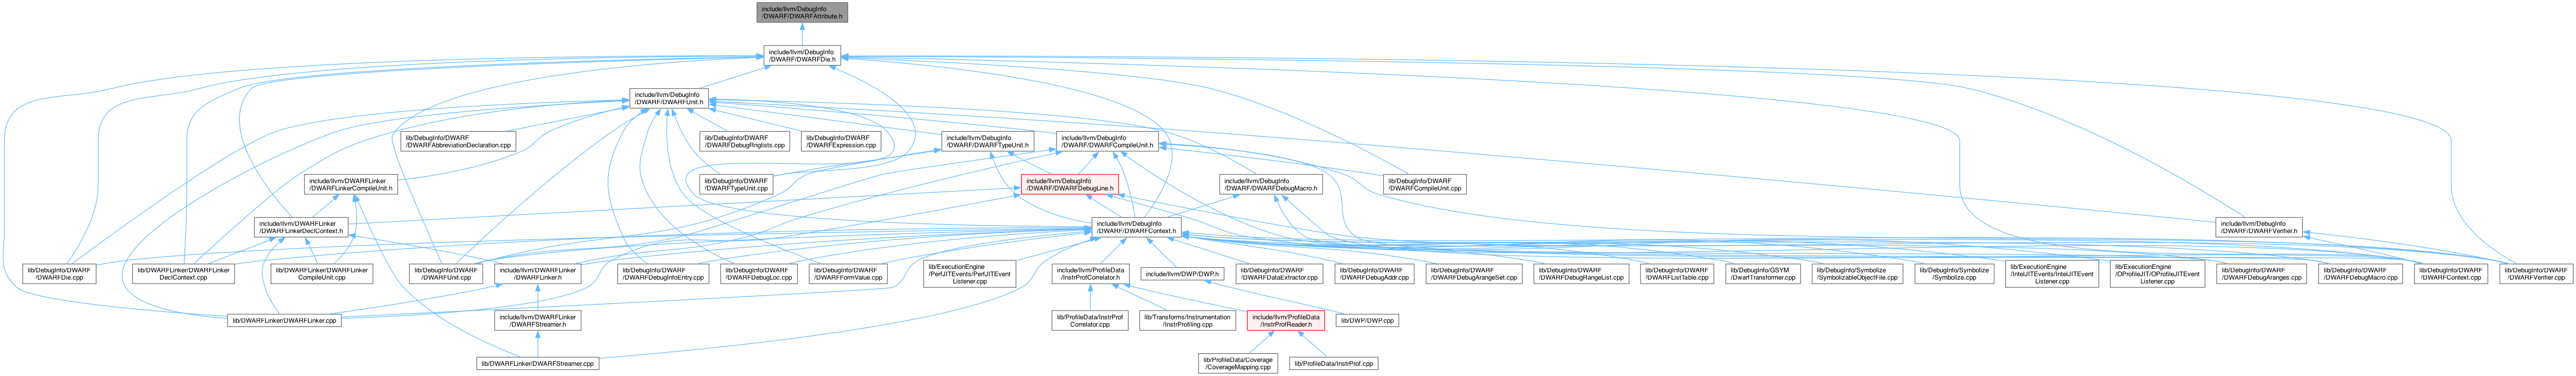 include/llvm/DebugInfo
/DWARF/DWARFAttribute.h
include/llvm/DebugInfo
/DWARF/DWARFDie.h
include/llvm/DebugInfo
/DWARF/DWARFUnit.h
lib/DebugInfo/DWARF
/DWARFAbbreviationDeclaration.cpp
lib/DebugInfo/DWARF
/DWARFDebugRnglists.cpp
lib/DebugInfo/DWARF
/DWARFExpression.cpp
include/llvm/DebugInfo
/DWARF/DWARFTypeUnit.h
include/llvm/DebugInfo
/DWARF/DWARFCompileUnit.h
include/llvm/DWARFLinker
/DWARFLinkerCompileUnit.h
lib/DebugInfo/DWARF
/DWARFTypeUnit.cpp
include/llvm/DebugInfo
/DWARF/DWARFDebugLine.h
include/llvm/DebugInfo
/DWARF/DWARFDebugMacro.h
lib/DebugInfo/DWARF
/DWARFCompileUnit.cpp
include/llvm/DWARFLinker
/DWARFLinkerDeclContext.h
include/llvm/DebugInfo
/DWARF/DWARFContext.h
include/llvm/DebugInfo
/DWARF/DWARFVerifier.h
lib/DebugInfo/DWARF
/DWARFDie.cpp
lib/DWARFLinker/DWARFLinker
DeclContext.cpp
lib/DWARFLinker/DWARFLinker
CompileUnit.cpp
lib/DebugInfo/DWARF
/DWARFUnit.cpp
include/llvm/DWARFLinker
/DWARFLinker.h
lib/DebugInfo/DWARF
/DWARFDebugInfoEntry.cpp
lib/DebugInfo/DWARF
/DWARFDebugLoc.cpp
lib/DebugInfo/DWARF
/DWARFFormValue.cpp
lib/ExecutionEngine
/PerfJITEvents/PerfJITEvent
Listener.cpp
include/llvm/ProfileData
/InstrProfCorrelator.h
include/llvm/DWP/DWP.h
lib/DebugInfo/DWARF
/DWARFDataExtractor.cpp
lib/DebugInfo/DWARF
/DWARFDebugAddr.cpp
lib/DebugInfo/DWARF
/DWARFDebugArangeSet.cpp
lib/DebugInfo/DWARF
/DWARFDebugRangeList.cpp
lib/DebugInfo/DWARF
/DWARFListTable.cpp
lib/DebugInfo/GSYM
/DwarfTransformer.cpp
lib/DebugInfo/Symbolize
/SymbolizableObjectFile.cpp
lib/DebugInfo/Symbolize
/Symbolize.cpp
lib/ExecutionEngine
/IntelJITEvents/IntelJITEvent
Listener.cpp
lib/ExecutionEngine
/OProfileJIT/OProfileJITEvent
Listener.cpp
lib/DebugInfo/DWARF
/DWARFDebugAranges.cpp
lib/DebugInfo/DWARF
/DWARFDebugMacro.cpp
lib/DebugInfo/DWARF
/DWARFContext.cpp
lib/DebugInfo/DWARF
/DWARFVerifier.cpp
lib/DWARFLinker/DWARFLinker.cpp
include/llvm/DWARFLinker
/DWARFStreamer.h
lib/ProfileData/InstrProf
Correlator.cpp
lib/Transforms/Instrumentation
/InstrProfiling.cpp
include/llvm/ProfileData
/InstrProfReader.h
lib/DWP/DWP.cpp
lib/DWARFLinker/DWARFStreamer.cpp
lib/ProfileData/Coverage
/CoverageMapping.cpp
lib/ProfileData/InstrProf.cpp